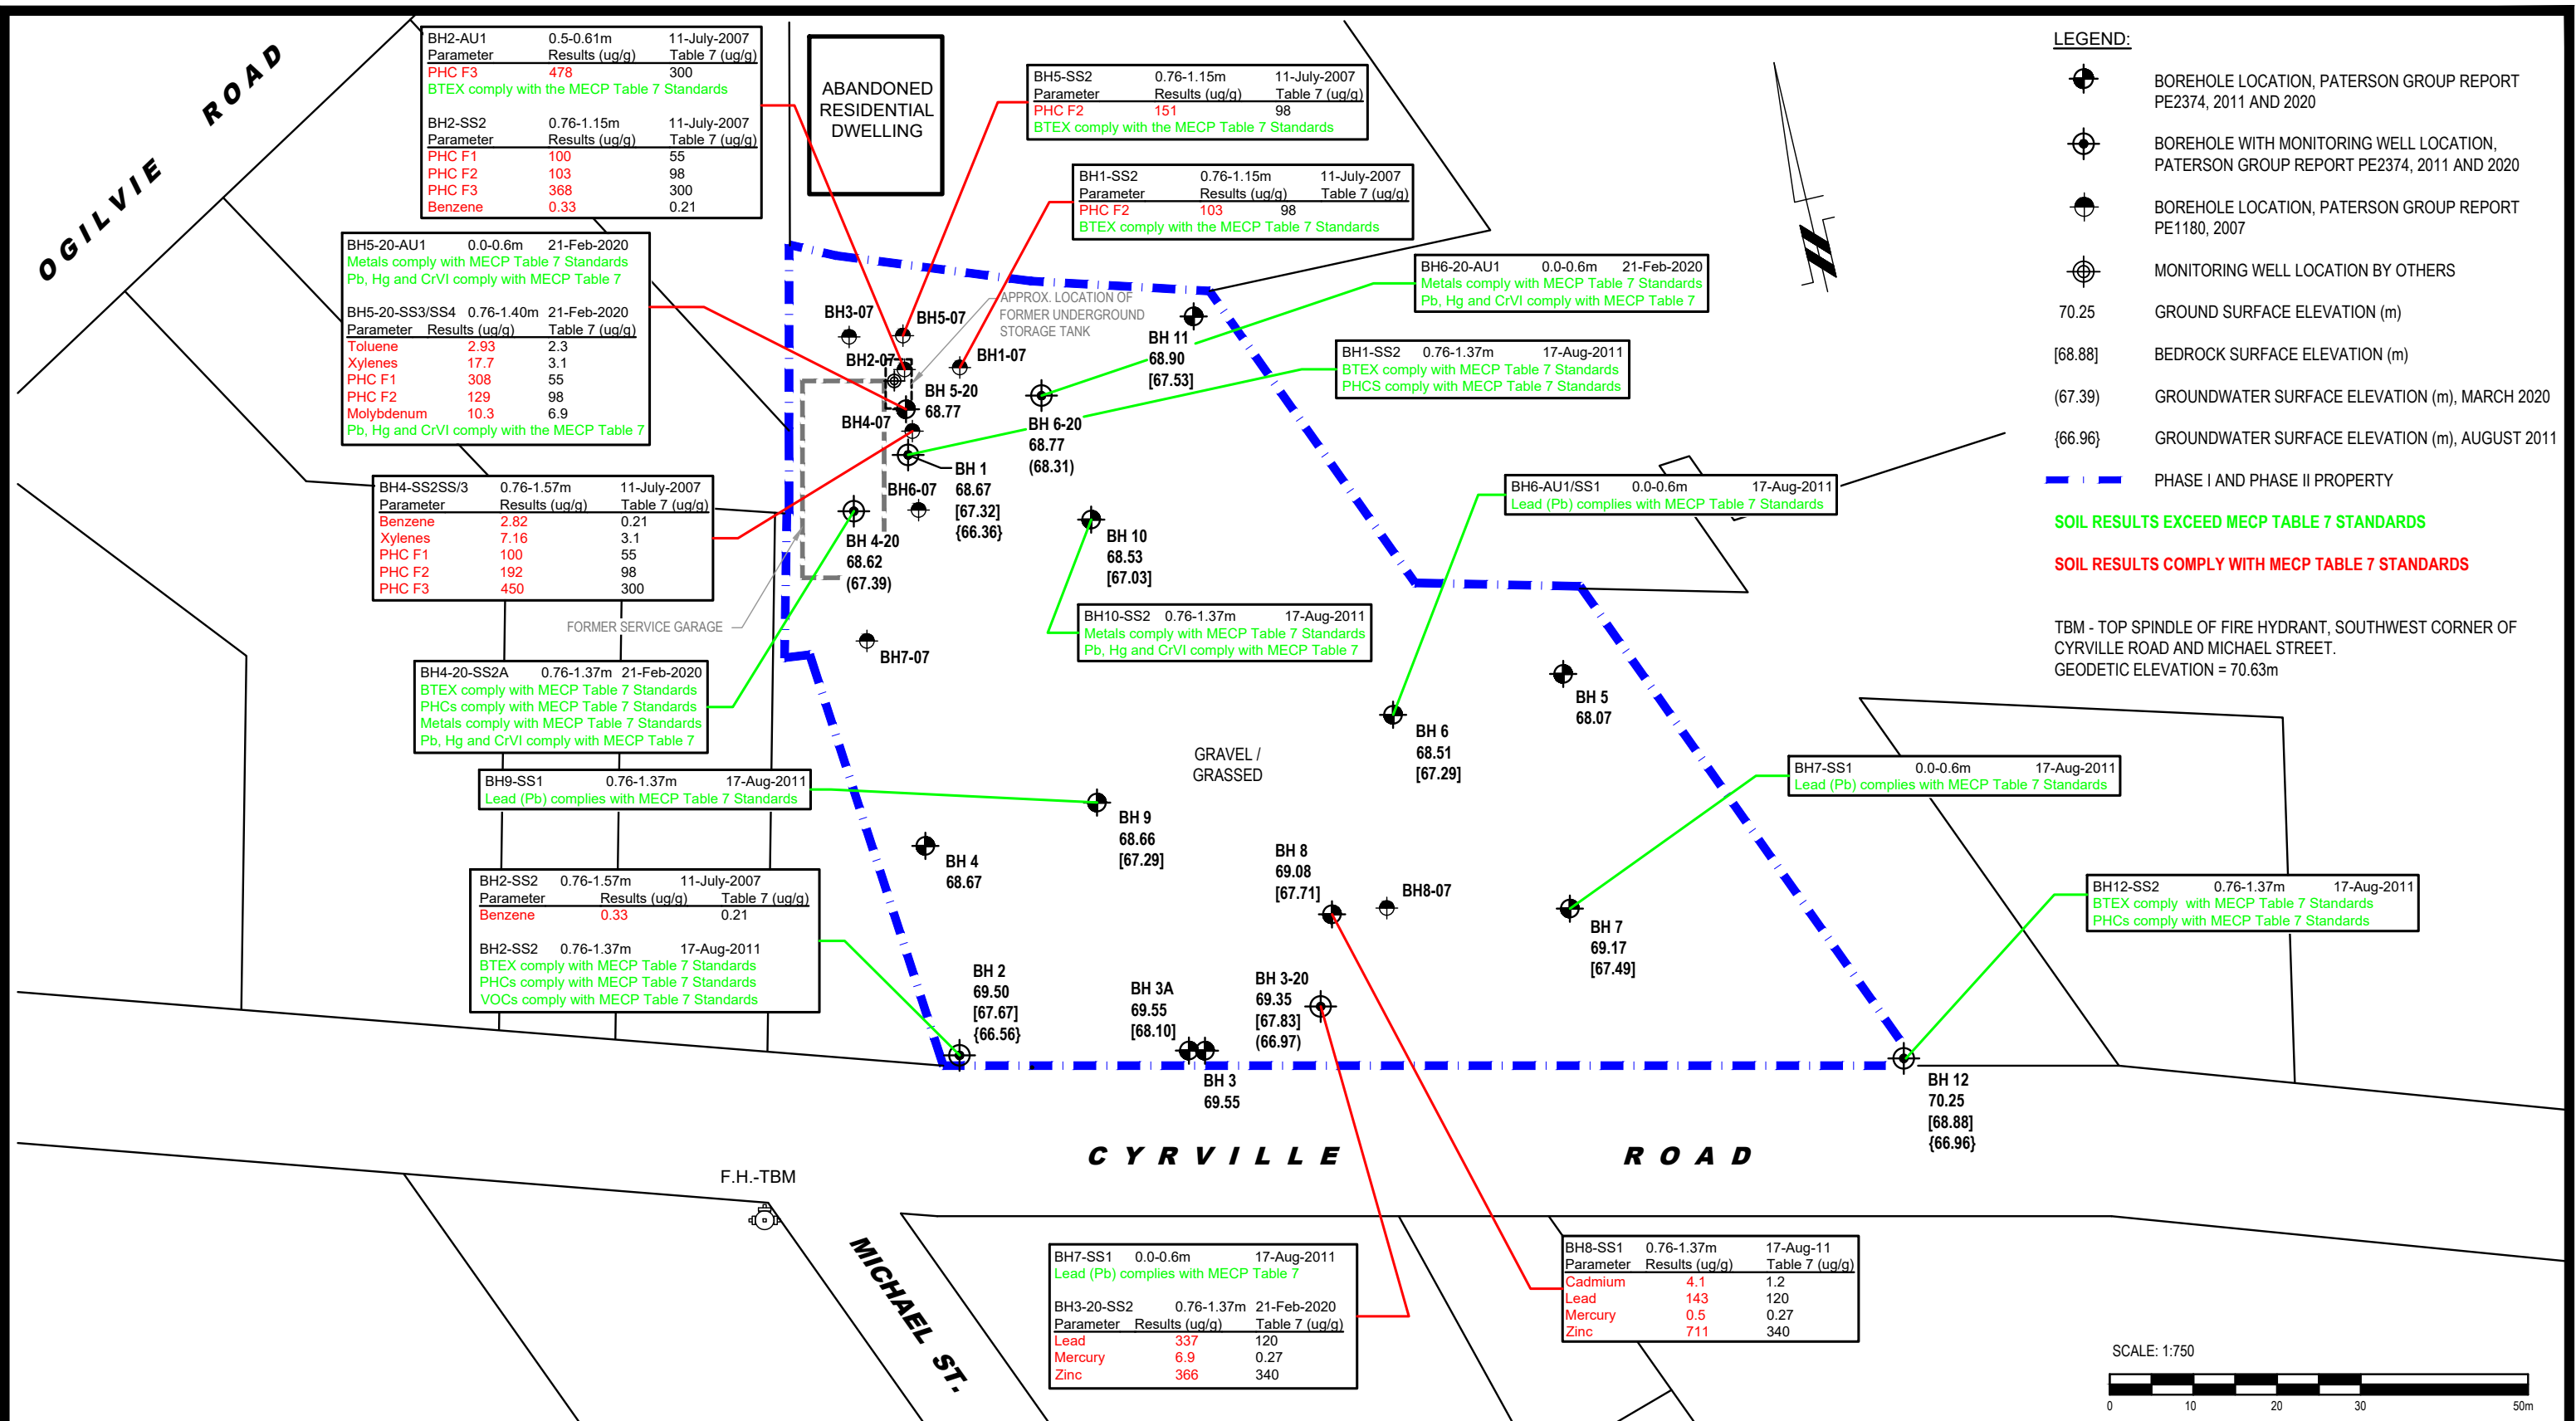 OGILVIE ROAD
BH2-AU1 0.5-0.61m 11-July-2007
Parameter Results (ug/g) Table 7 (ug/g)
PHC F3 478 300
BTEX comply with the MECP Table 7 Standards
BH2-SS2 0.76-1.15m 11-July-2007
Parameter Results (ug/g) Table 7 (ug/g)
PHC F1 100 55
PHC F2 103 98
PHC F3 368 300
Benzene 0.33 0.21
ABANDONED
RESIDENTIAL
DWELLING
BH5-SS2 0.76-1.15m 11-July-2007
Parameter Results (ug/g) Table 7 (ug/g)
PHC F2 151 98
BTEX comply with the MECP Table 7 Standards
BH1-SS2 0.76-1.15m 11-July-2007
Parameter Results (ug/g) Table 7 (ug/g)
PHC F2 103 98
BTEX comply with the MECP Table 7 Standards
BH5-20-AU1 0.0-0.6m 21-Feb-2020
Metals comply with MECP Table 7 Standards
Pb, Hg and CrVI comply with MECP Table 7
BH5-20-SS3/SS4 0.76-1.40m 21-Feb-2020
Parameter Results (ug/g) Table 7 (ug/g)
Toluene 2.93 2.3
Xylenes 17.7 3.1
PHC F1 308 55
PHC F2 129 98
Molybdenum 10.3 6.9
Pb, Hg and CrVI comply with the MECP Table 7
BH6-20-AU1 0.0-0.6m 21-Feb-2020
Metals comply with MECP Table 7 Standards
Pb, Hg and CrVI comply with MECP Table 7
BH1-SS2 0.76-1.37m 17-Aug-2011
BTEX comply with MECP Table 7 Standards
PHCS comply with MECP Table 7 Standards
APPROX. LOCATION OF
FORMER UNDERGROUND
STORAGE TANK
BH3-07
BH5-07
BH2-07
BH1-07
BH 5-20
68.77
BH4-07
BH 11
68.90
[67.53]
BH 6-20
68.77
(68.31)
BH 1
68.67
[67.32]
{66.36}
BH6-07
BH 4-20
68.62
(67.39)
BH 10
68.53
[67.03]
BH4-SS2SS/3 0.76-1.57m 11-July-2007
Parameter Results (ug/g) Table 7 (ug/g)
Benzene 2.82 0.21
Xylenes 7.16 3.1
PHC F1 100 55
PHC F2 192 98
PHC F3 450 300
FORMER SERVICE GARAGE
BH7-07
BH10-SS2 0.76-1.37m 17-Aug-2011
Metals comply with MECP Table 7 Standards
Pb, Hg and CrVI comply with MECP Table 7
BH6-AU1/SS1 0.0-0.6m 17-Aug-2011
Lead (Pb) complies with MECP Table 7 Standards
BH4-20-SS2A 0.76-1.37m 21-Feb-2020
BTEX comply with MECP Table 7 Standards
PHCs comply with MECP Table 7 Standards
Metals comply with MECP Table 7 Standards
Pb, Hg and CrVI comply with MECP Table 7
BH 5
68.07
BH 6
68.51
[67.29]
GRAVEL /
GRASSED
BH9-SS1 0.76-1.37m 17-Aug-2011
Lead (Pb) complies with MECP Table 7 Standards
BH7-SS1 0.0-0.6m 17-Aug-2011
Lead (Pb) complies with MECP Table 7 Standards
BH 9
68.66
[67.29]
BH 4
68.67
BH 8
69.08
[67.71]
BH8-07
BH 7
69.17
[67.49]
BH2-SS2 0.76-1.57m 11-July-2007
Parameter Results (ug/g) Table 7 (ug/g)
Benzene 0.33 0.21
BH2-SS2 0.76-1.37m 17-Aug-2011
BTEX comply with MECP Table 7 Standards
PHCs comply with MECP Table 7 Standards
VOCs comply with MECP Table 7 Standards
BH12-SS2 0.76-1.37m 17-Aug-2011
BTEX comply with MECP Table 7 Standards
PHCs comply with MECP Table 7 Standards
BH 2
69.50
[67.67]
{66.56}
BH 3A
69.55
[68.10]
BH 3-20
69.35
[67.83]
(66.97)
BH 3
69.55
BH 12
70.25
[68.88]
{66.96}
CYRVILLE ROAD
F.H.-TBM
MICHAEL ST.
BH7-SS1 0.0-0.6m 17-Aug-2011
Lead (Pb) complies with MECP Table 7
BH3-20-SS2 0.76-1.37m 21-Feb-2020
Parameter Results (ug/g) Table 7 (ug/g)
Lead 337 120
Mercury 6.9 0.27
Zinc 366 340
BH8-SS1 0.76-1.37m 17-Aug-11
Parameter Results (ug/g) Table 7 (ug/g)
Cadmium 4.1 1.2
Lead 143 120
Mercury 0.5 0.27
Zinc 711 340
LEGEND:
BOREHOLE LOCATION, PATERSON GROUP REPORT
PE2374, 2011 AND 2020
BOREHOLE WITH MONITORING WELL LOCATION,
PATERSON GROUP REPORT PE2374, 2011 AND 2020
BOREHOLE LOCATION, PATERSON GROUP REPORT
PE1180, 2007
MONITORING WELL LOCATION BY OTHERS
70.25 GROUND SURFACE ELEVATION (m)
[68.88] BEDROCK SURFACE ELEVATION (m)
(67.39) GROUNDWATER SURFACE ELEVATION (m), MARCH 2020
{66.96} GROUNDWATER SURFACE ELEVATION (m), AUGUST 2011
PHASE I AND PHASE II PROPERTY
SOIL RESULTS EXCEED MECP TABLE 7 STANDARDS
SOIL RESULTS COMPLY WITH MECP TABLE 7 STANDARDS
TBM - TOP SPINDLE OF FIRE HYDRANT, SOUTHWEST CORNER OF
CYRVILLE ROAD AND MICHAEL STREET.
GEODETIC ELEVATION = 70.63m
SCALE: 1:750
0 10 20 30 50m